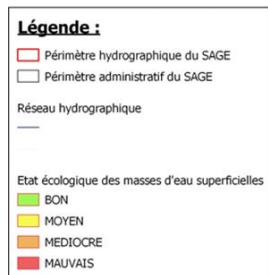 Légende :
Périmètre hydrographique du SAGE
Périmètre administratif du SAGE
Réseau hydrographique
Etat écologique des masses d'eau superficielles
BON
MOYEN
MEDIOCRE
MAUVAIS